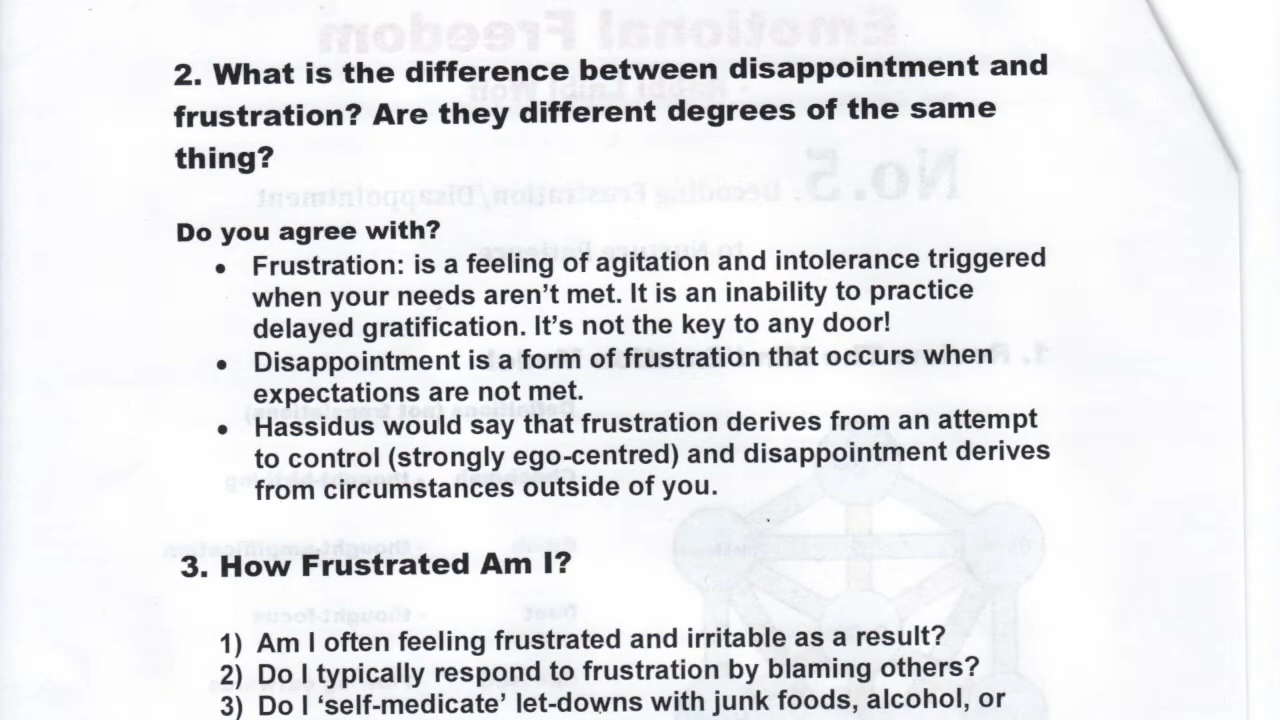 2. What is the difference between disappointment and
frustration? Are they different degrees of the same
thing?
Do you agree with?
• Frustration: is a feeling of agitation and intolerance triggered
when your needs aren't met. It is an inability to practice
delayed gratification. It's not the key to any door!
• Disappointment is a form of frustration that occurs when
expectations are not met.
• Hassidus would say that frustration derives from an attempt
to control (strongly ego-centred) and disappointment derives
from circumstances outside of you.
3. How Frustrated Am I?
1) Am I often feeling frustrated and irritable as a result?
2) Do I typically respond to frustration by blaming others?
3) Do I 'self-medicate' let-downs with junk foods, alcohol, or